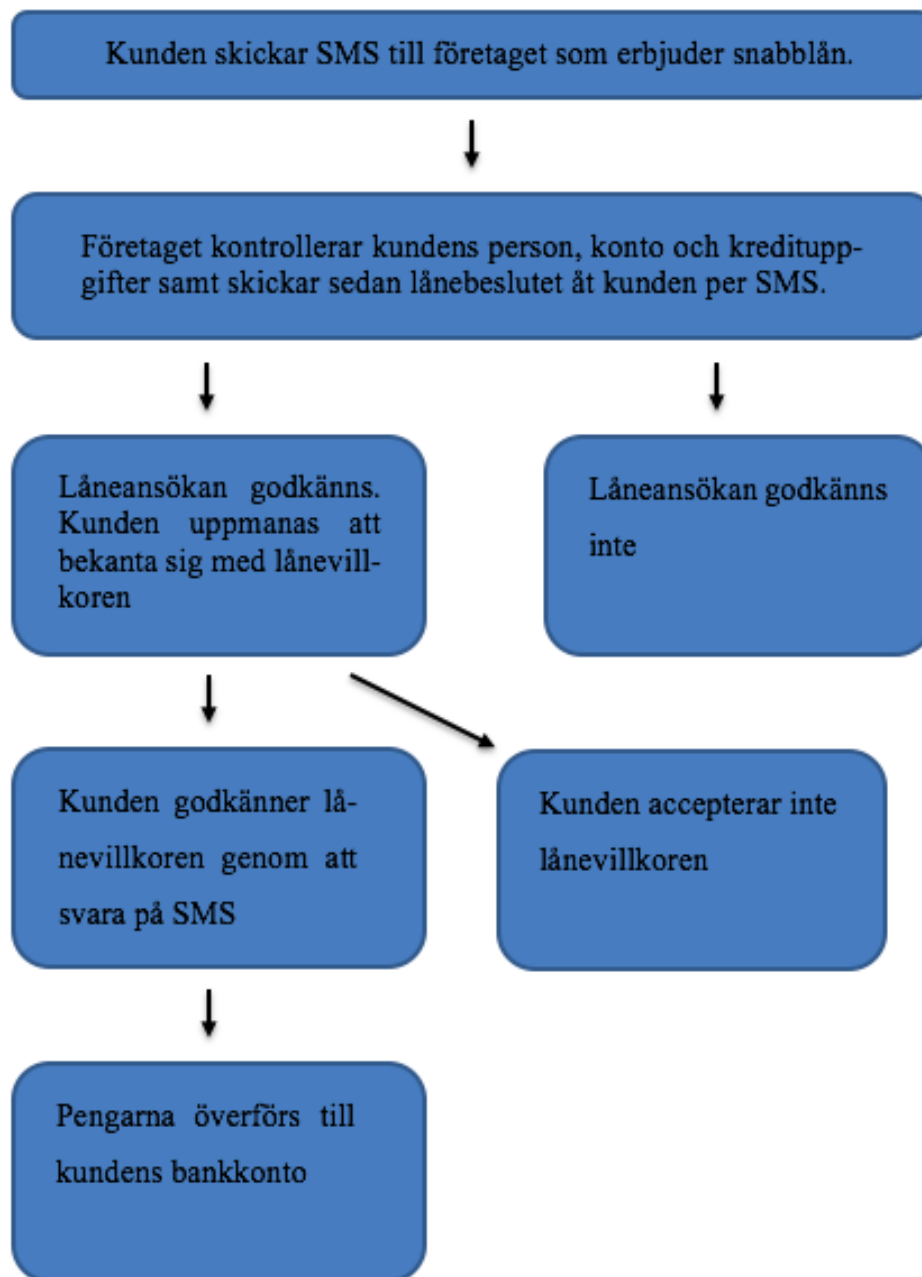 Kunden skickar SMS till företaget som erbjuder snabblån.
Företaget kontrollerar kundens person, konto och kreditupp-
gifter samt skickar sedan lånebeslutet åt kunden per SMS.
Låneansökan godkänns.
Kunden uppmanas att
bekanta sig med lånevill-
koren
Låneansökan godkänns
inte
Kunden godkänner lå-
nevillkoren genom att
svara på SMS
Kunden accepterar inte
lånevillkoren
Pengarna överförs till
kundens bankkonto